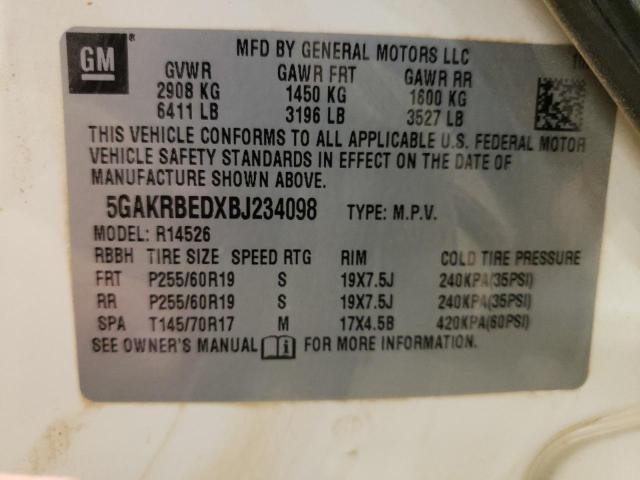 GM
MFD BY GENERAL MOTORS LLC
GVWR GAWR FRT GAWR RR
2908 KG 1450 KG 1600 KG
6411 LB 3196 LB 3527 LB
THIS VEHICLE CONFORMS TO ALL APPLICABLE U.S. FEDERAL MOTOR
VEHICLE SAFETY STANDARDS IN EFFECT ON THE DATE OF
MANUFACTURE SHOWN ABOVE.
5GAKRBEDXBJ234098 TYPE: M.P.V.
MODEL: R14526
RBBH TIRE SIZE SPEED RTG RIM COLD TIRE PRESSURE
FRT P255/60R19 S 19X7.5J 240KPA(35PSI)
RR P255/60R19 S 19X7.5J 240KPA(35PSI)
SPA T145/70R17 M 17X4.5B 420KPA(60PSI)
SEE OWNER'S MANUAL FOR MORE INFORMATION.